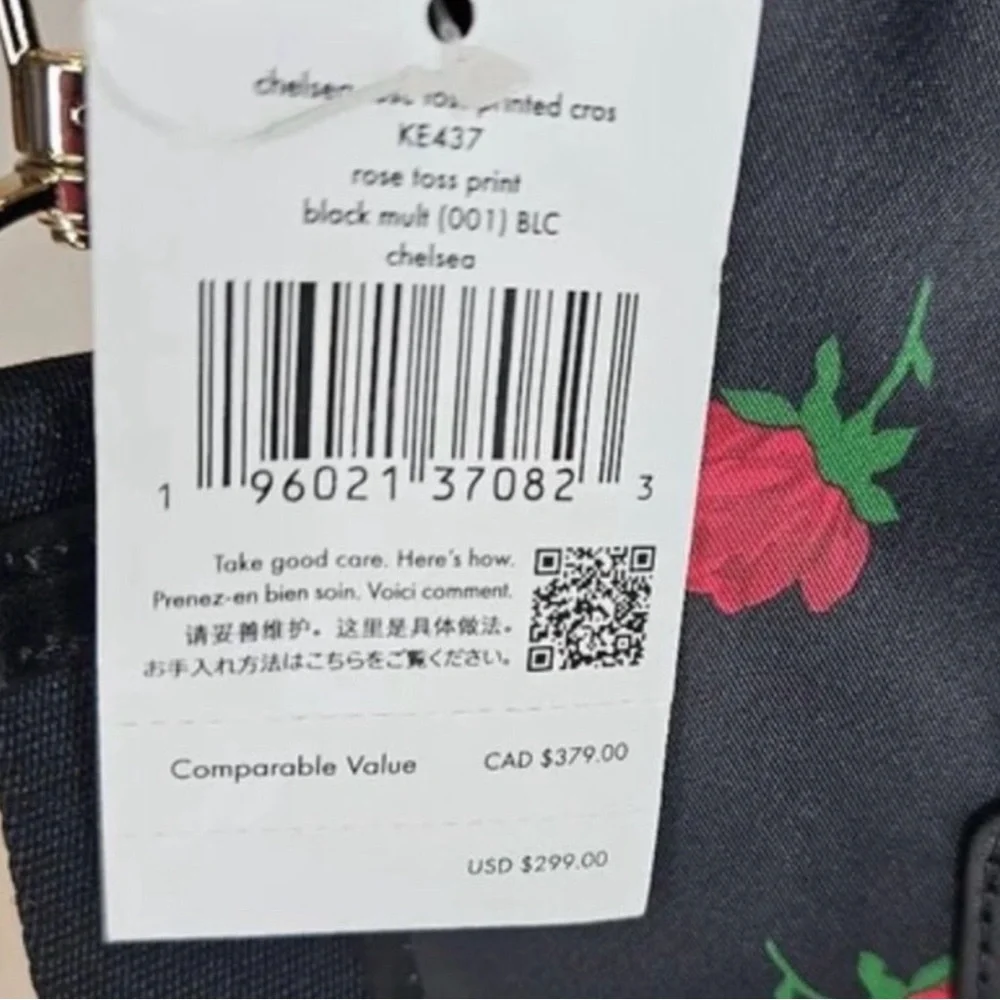 chelsea rose toss printed cros
KE437
rose toss print
black mult (001) BLC
chelsea
1 96021 37082 3
Take good care. Here's how.
Prenez-en bien soin. Voici comment.
请妥善维护。这里是具体做法。
お手入れ方法はこちらをご覧ください。
Comparable Value CAD $379.00
USD $299.00